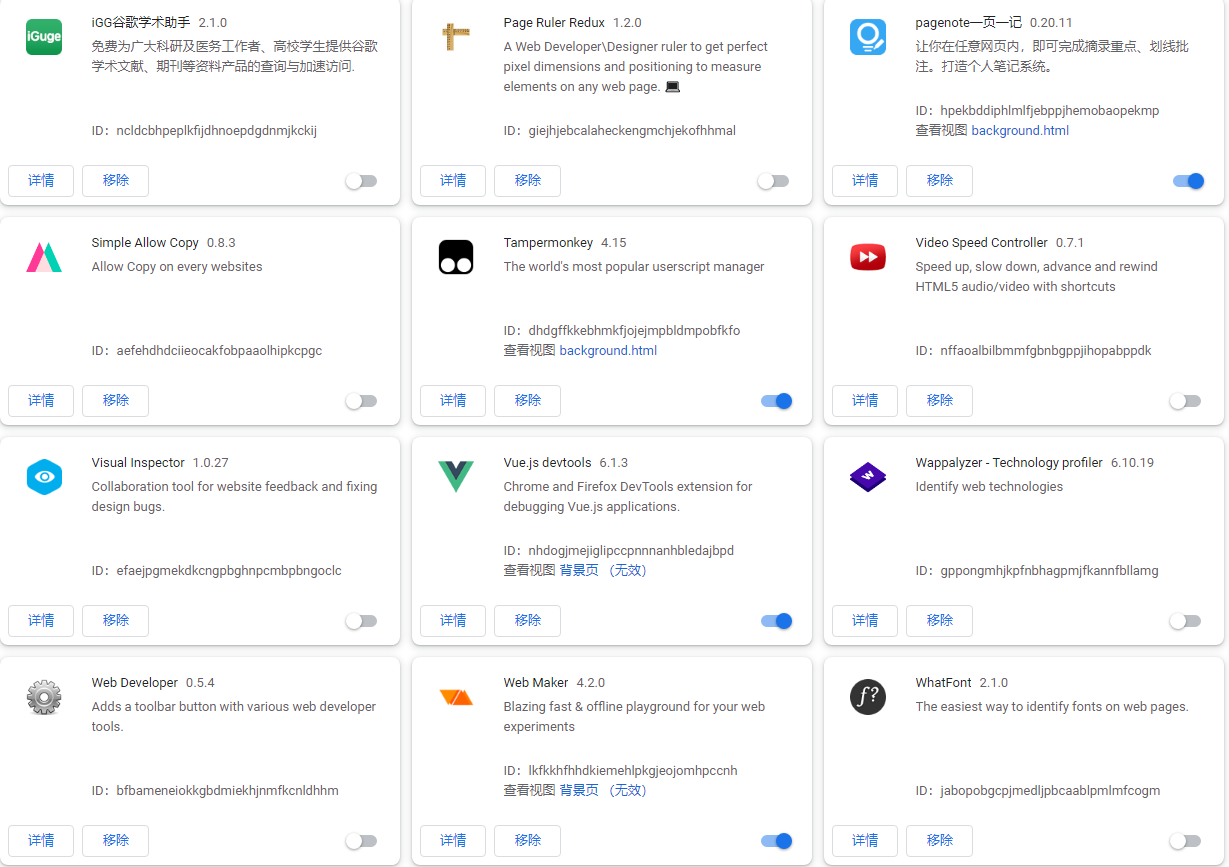 iGuge
iGG谷歌学术助手 2.1.0
免费为广大科研及医务工作者、高校学生提供谷歌
学术文献、期刊等资料产品的查询与加速访问.
ID：ncldcbhpeplkfijdhnoepdgdnmjkckij
详情 移除
Page Ruler Redux 1.2.0
A Web Developer\Designer ruler to get perfect
pixel dimensions and positioning to measure
elements on any web page. 💻
ID：giejhjebcalaheckengmchjekofhhmal
详情 移除
pagenote一页一记 0.20.11
让你在任意网页内，即可完成摘录重点、划线批
注。打造个人笔记系统。
ID：hpekbddiphlmlfjebppjhemobaopekmp
查看视图 background.html
详情 移除
Simple Allow Copy 0.8.3
Allow Copy on every websites
ID：aefehdhdciieocakfobpaaolhipkcpgc
详情 移除
Tampermonkey 4.15
The world's most popular userscript manager
ID：dhdgffkkebhmkfjojejmpbldmpobfkfo
查看视图 background.html
详情 移除
Video Speed Controller 0.7.1
Speed up, slow down, advance and rewind
HTML5 audio/video with shortcuts
ID：nffaoalbilbmmfgbnbgppjihopabppdk
详情 移除
Visual Inspector 1.0.27
Collaboration tool for website feedback and fixing
design bugs.
ID：efaejpgmekdkcngpbghnpcmbpbngoclc
详情 移除
Vue.js devtools 6.1.3
Chrome and Firefox DevTools extension for
debugging Vue.js applications.
ID：nhdogjmejiglipccpnnnanhbledajbpd
查看视图 背景页 （无效）
详情 移除
W
Wappalyzer - Technology profiler 6.10.19
Identify web technologies
ID：gppongmhjkpfnbhagpmjfkannfbllamg
详情 移除
Web Developer 0.5.4
Adds a toolbar button with various web developer
tools.
ID：bfbameneiokkgbdmiekhjnmfkcnldhhm
详情 移除
Web Maker 4.2.0
Blazing fast & offline playground for your web
experiments
ID：lkfkkhfhhdkiemehlpkgjeojomhpccnh
查看视图 背景页 （无效）
详情 移除
f?
WhatFont 2.1.0
The easiest way to identify fonts on web pages.
ID：jabopobgcpjmedljpbcaablpmlmfcogm
详情 移除